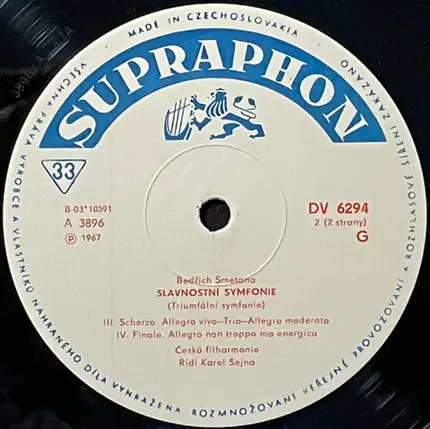 MADE IN CZECHOSLOVAKIA
SUPRAPHON
VŠECHNA PRÁVA VÝROBCE A VLASTNÍKŮ NAHRANÉHO DÍLA VYHRAŽENA ROZMNOŽOVÁNÍ VEŘEJNÉ PROVOZOVÁNÍ A ROZHLASOVÉ ŠÍŘENÍ ZAKÁZÁNO
33
B-03*10591
A 3896
Ⓟ 1967
DV 6294
2 (2 strany)
G
Bedřich Smetana
SLAVNOSTNÍ SYMFONIE
(Triumfální symfonie)
III. Scherzo Allegro vivo–Trio–Allegro moderato
IV. Finale. Allegro non troppo ma energico
Česká filharmonie
Řídí Karel Šejna